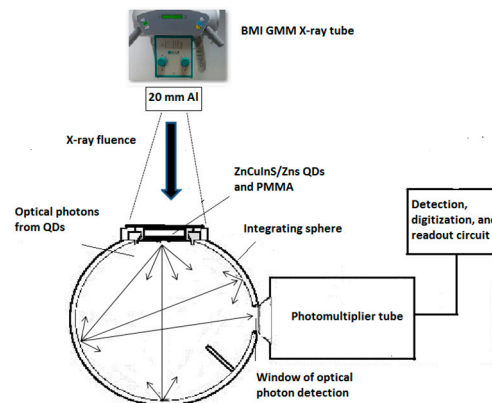 BMI GMM X-ray tube
20 mm Al
X-ray fluence
ZnCuInS/Zns QDs
and PMMA
Optical photons
from QDs
Integrating sphere
Detection,
digitization, and
readout circuit
Photomultiplier tube
Window of optical
photon detection